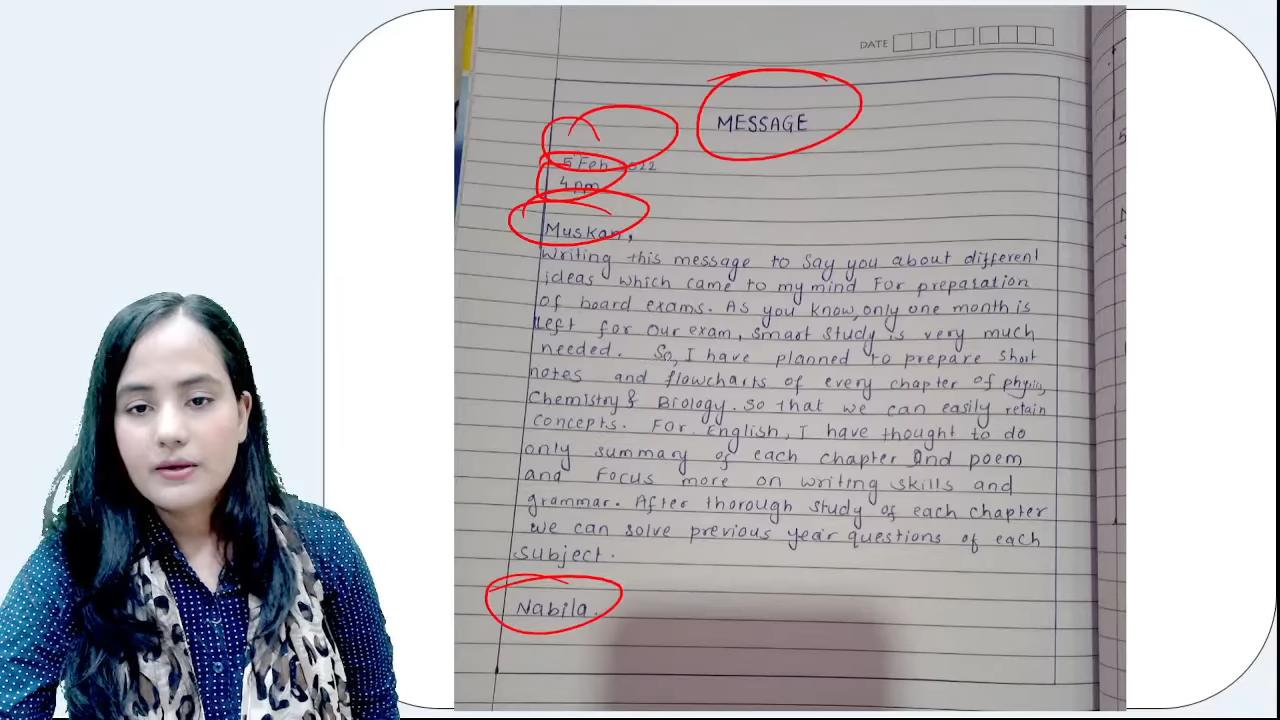 DATE
MESSAGE
5 Feb 2022
4 pm
Muskan,
Writing this message to say you about different
ideas which came to my mind For preparation
of board exams. As you know, only one month is
left for our exam, smart study is very much
needed. So, I have planned to prepare short
notes and flowcharts of every chapter of physics,
Chemistry & Biology. So that we can easily retain
concepts. For English, I have thought to do
only summary of each chapter and poem
and Focus more on writing skills and
grammar. After thorough study of each chapter
we can solve previous year questions of each
subject.
Nabila.